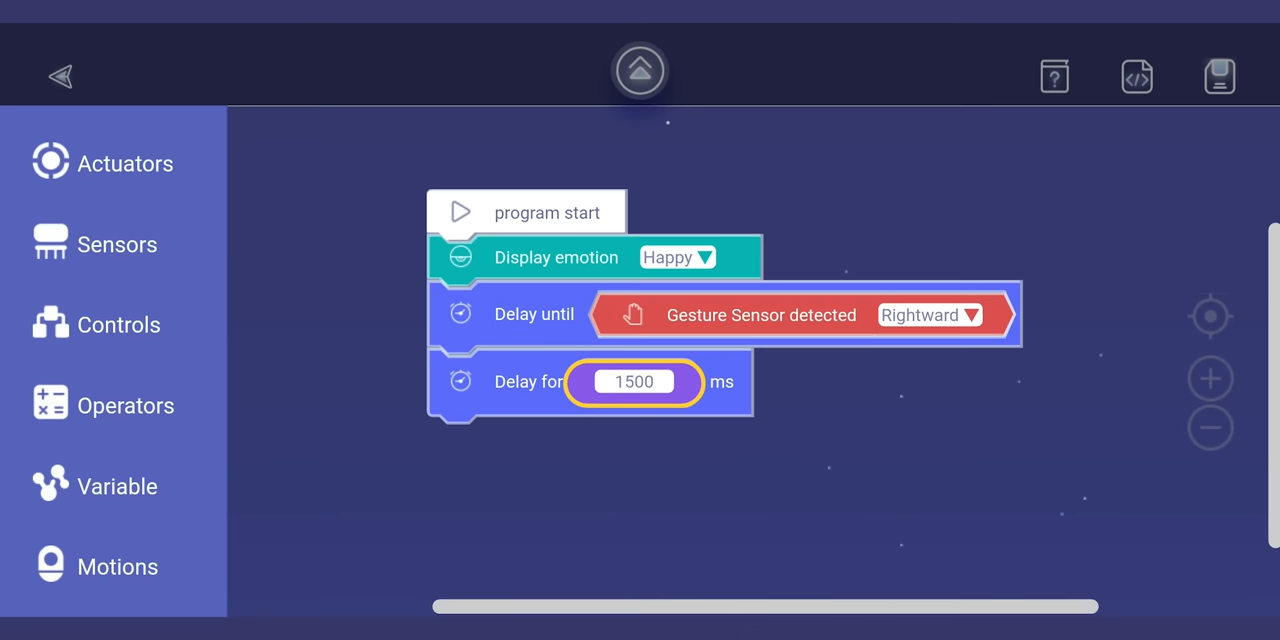 Actuators
Sensors
Controls
Operators
Variable
Motions
program start
Display emotion Happy
Delay until Gesture Sensor detected Rightward
Delay for 1500 ms